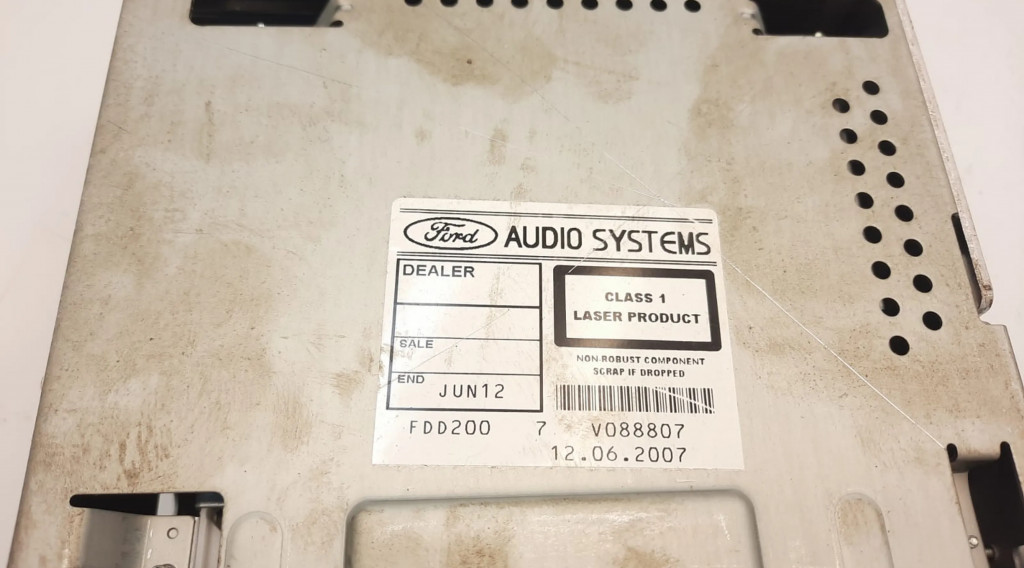 Ford AUDIO SYSTEMS
DEALER
CLASS 1
LASER PRODUCT
SALE
NON-ROBUST COMPONENT
SCRAP IF DROPPED
END JUN12
FDD200 7 V088807
12.06.2007